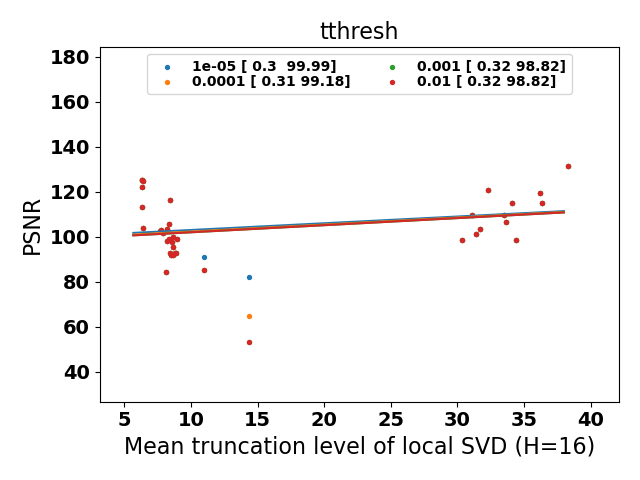 tthresh
1e-05 [ 0.3  99.99]
0.0001 [ 0.31 99.18]
0.001 [ 0.32 98.82]
0.01 [ 0.32 98.82]
PSNR
180
160
140
120
100
80
60
40
5 10 15 20 25 30 35 40
Mean truncation level of local SVD (H=16)